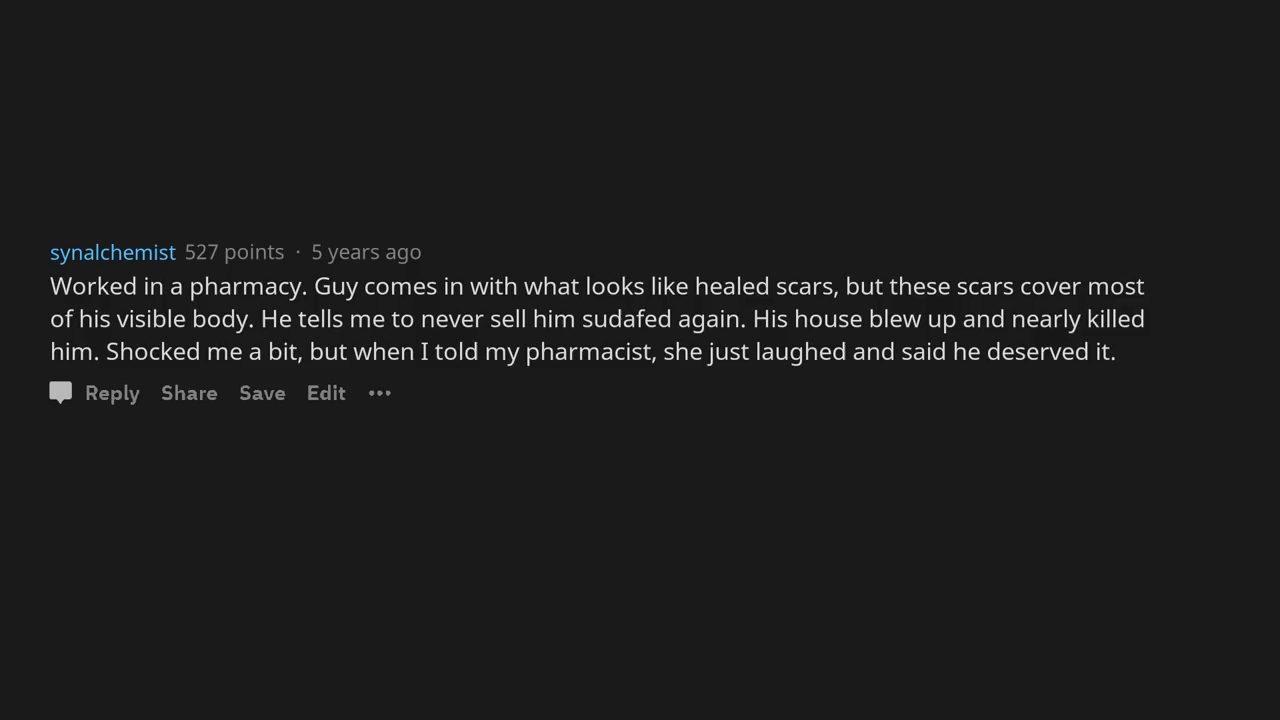 synalchemist 527 points · 5 years ago
Worked in a pharmacy. Guy comes in with what looks like healed scars, but these scars cover most
of his visible body. He tells me to never sell him sudafed again. His house blew up and nearly killed
him. Shocked me a bit, but when I told my pharmacist, she just laughed and said he deserved it.
Reply Share Save Edit •••